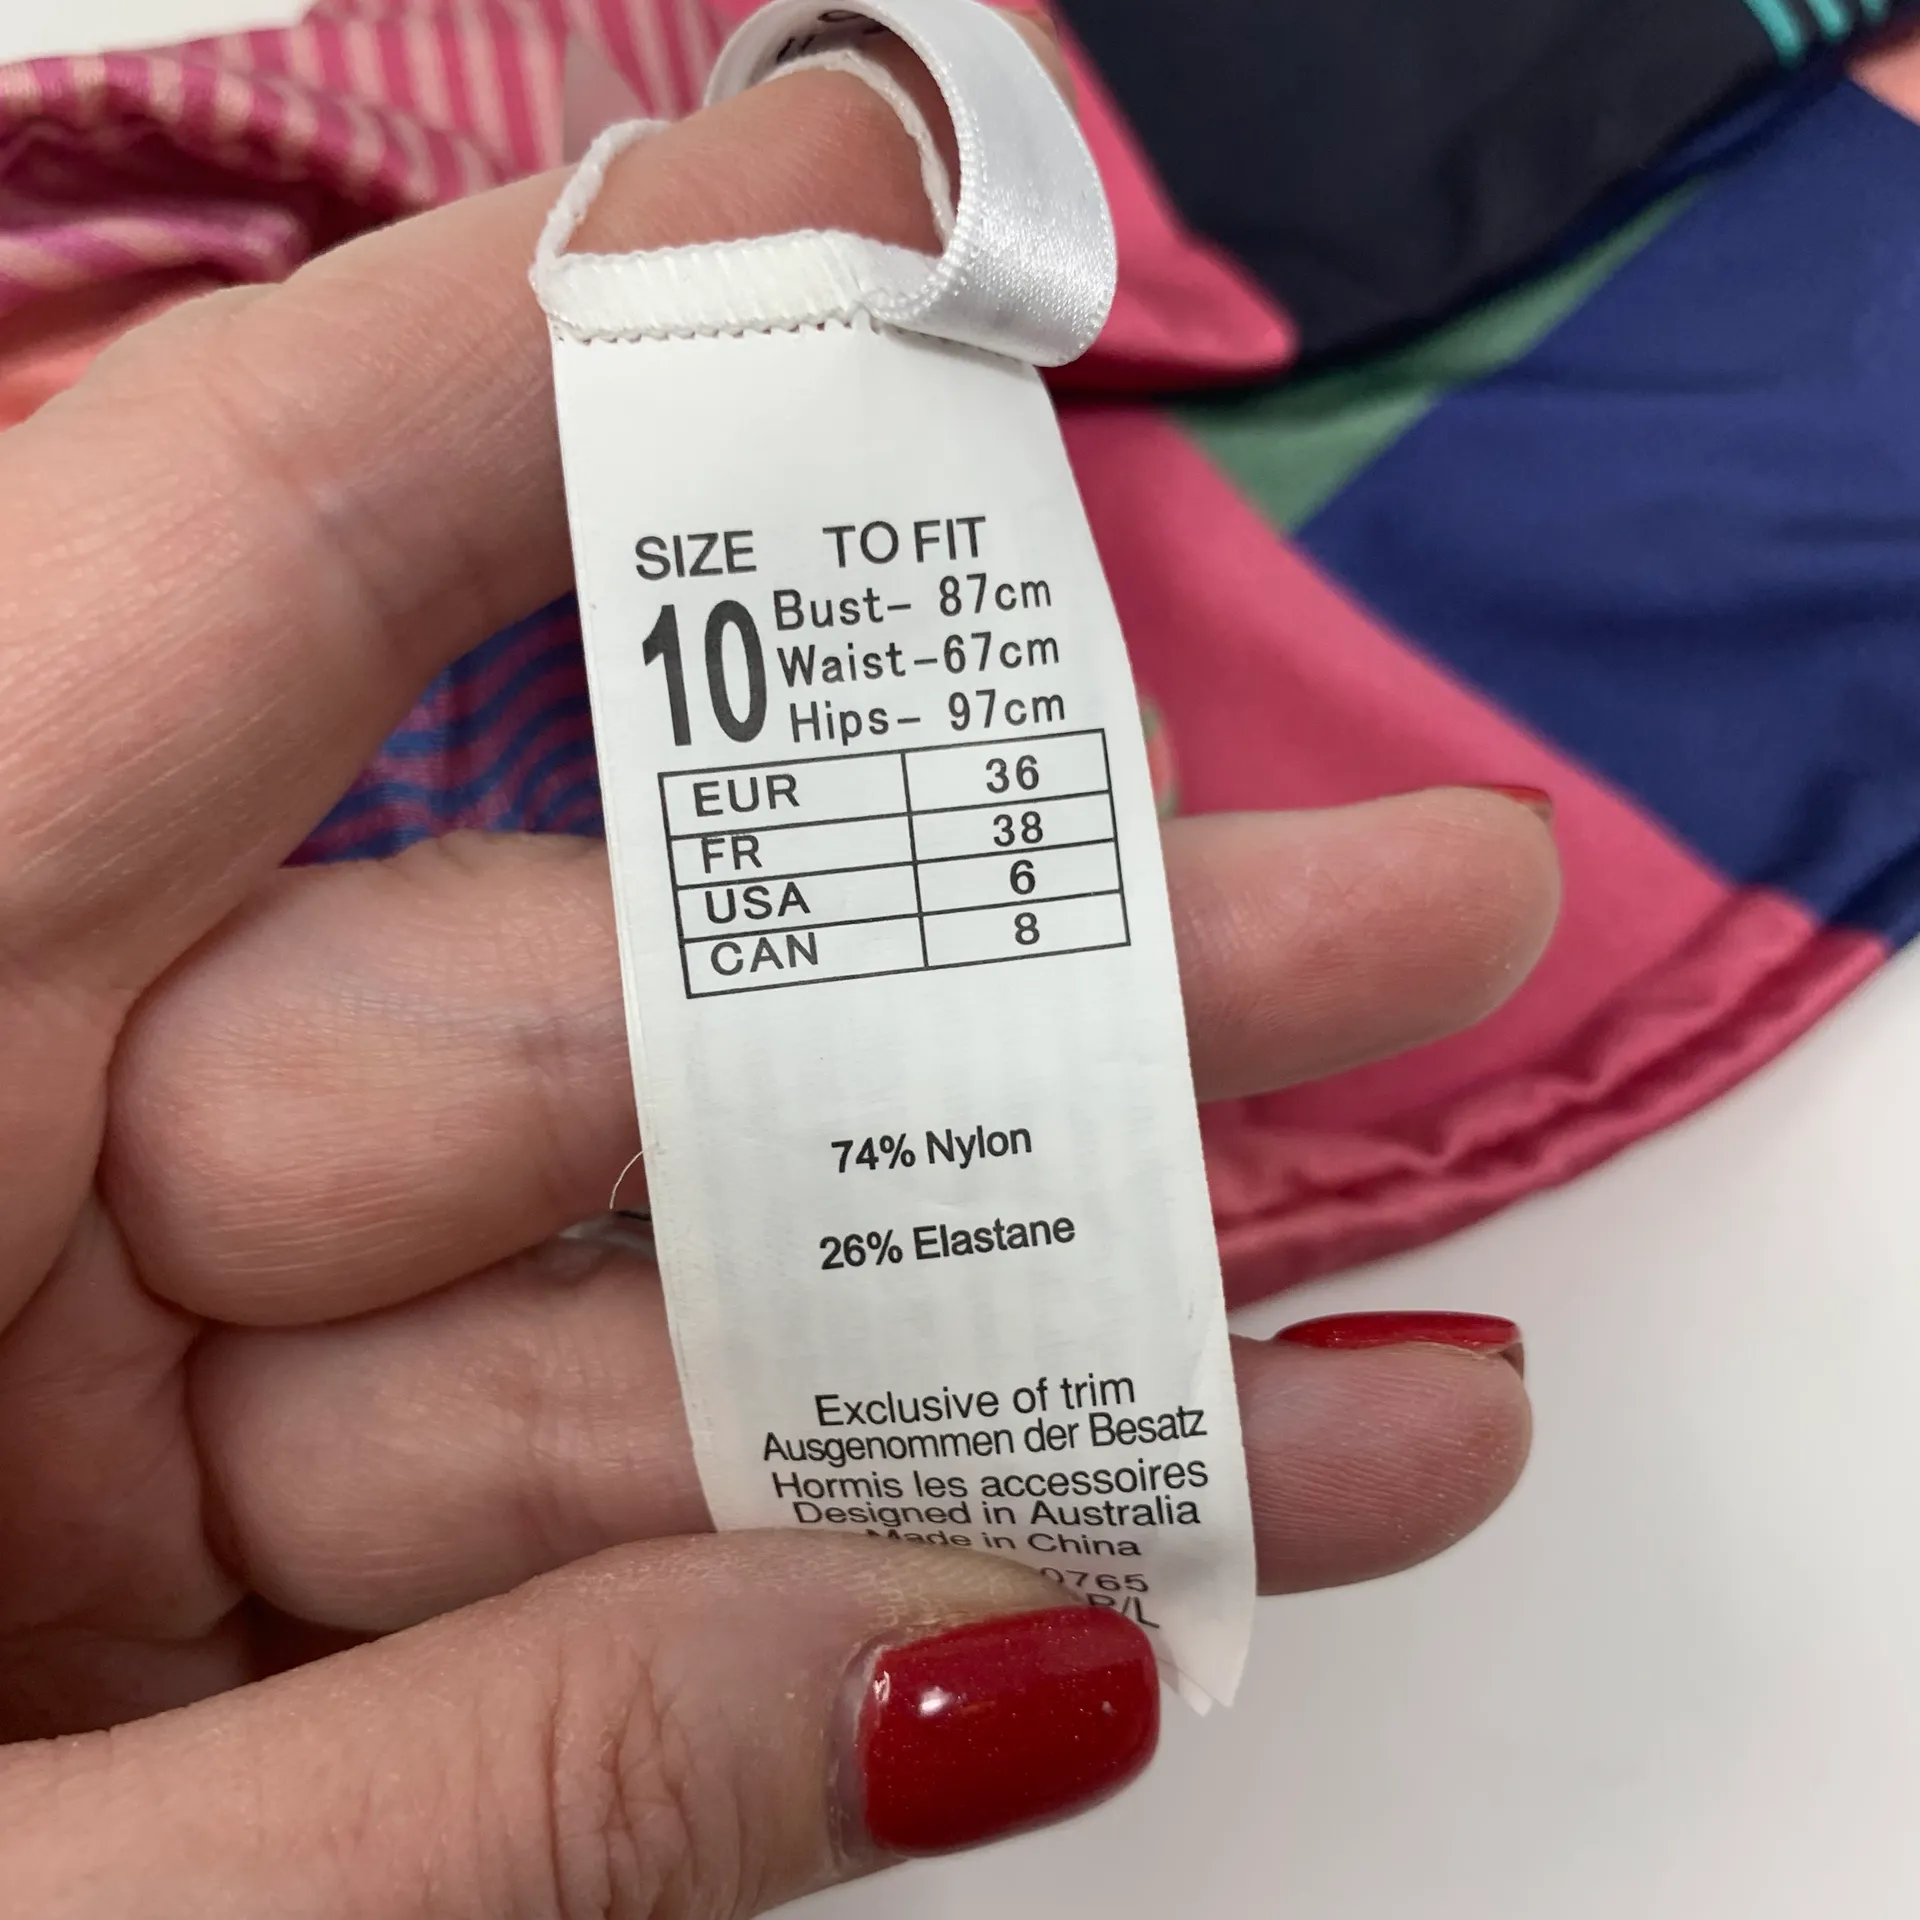 SIZE TO FIT
10 Bust- 87cm
Waist-67cm
Hips- 97cm
EUR 36
FR 38
USA 6
CAN 8
74% Nylon
26% Elastane
Exclusive of trim
Ausgenommen der Besatz
Hormis les accessoires
Designed in Australia
Made in China
0765